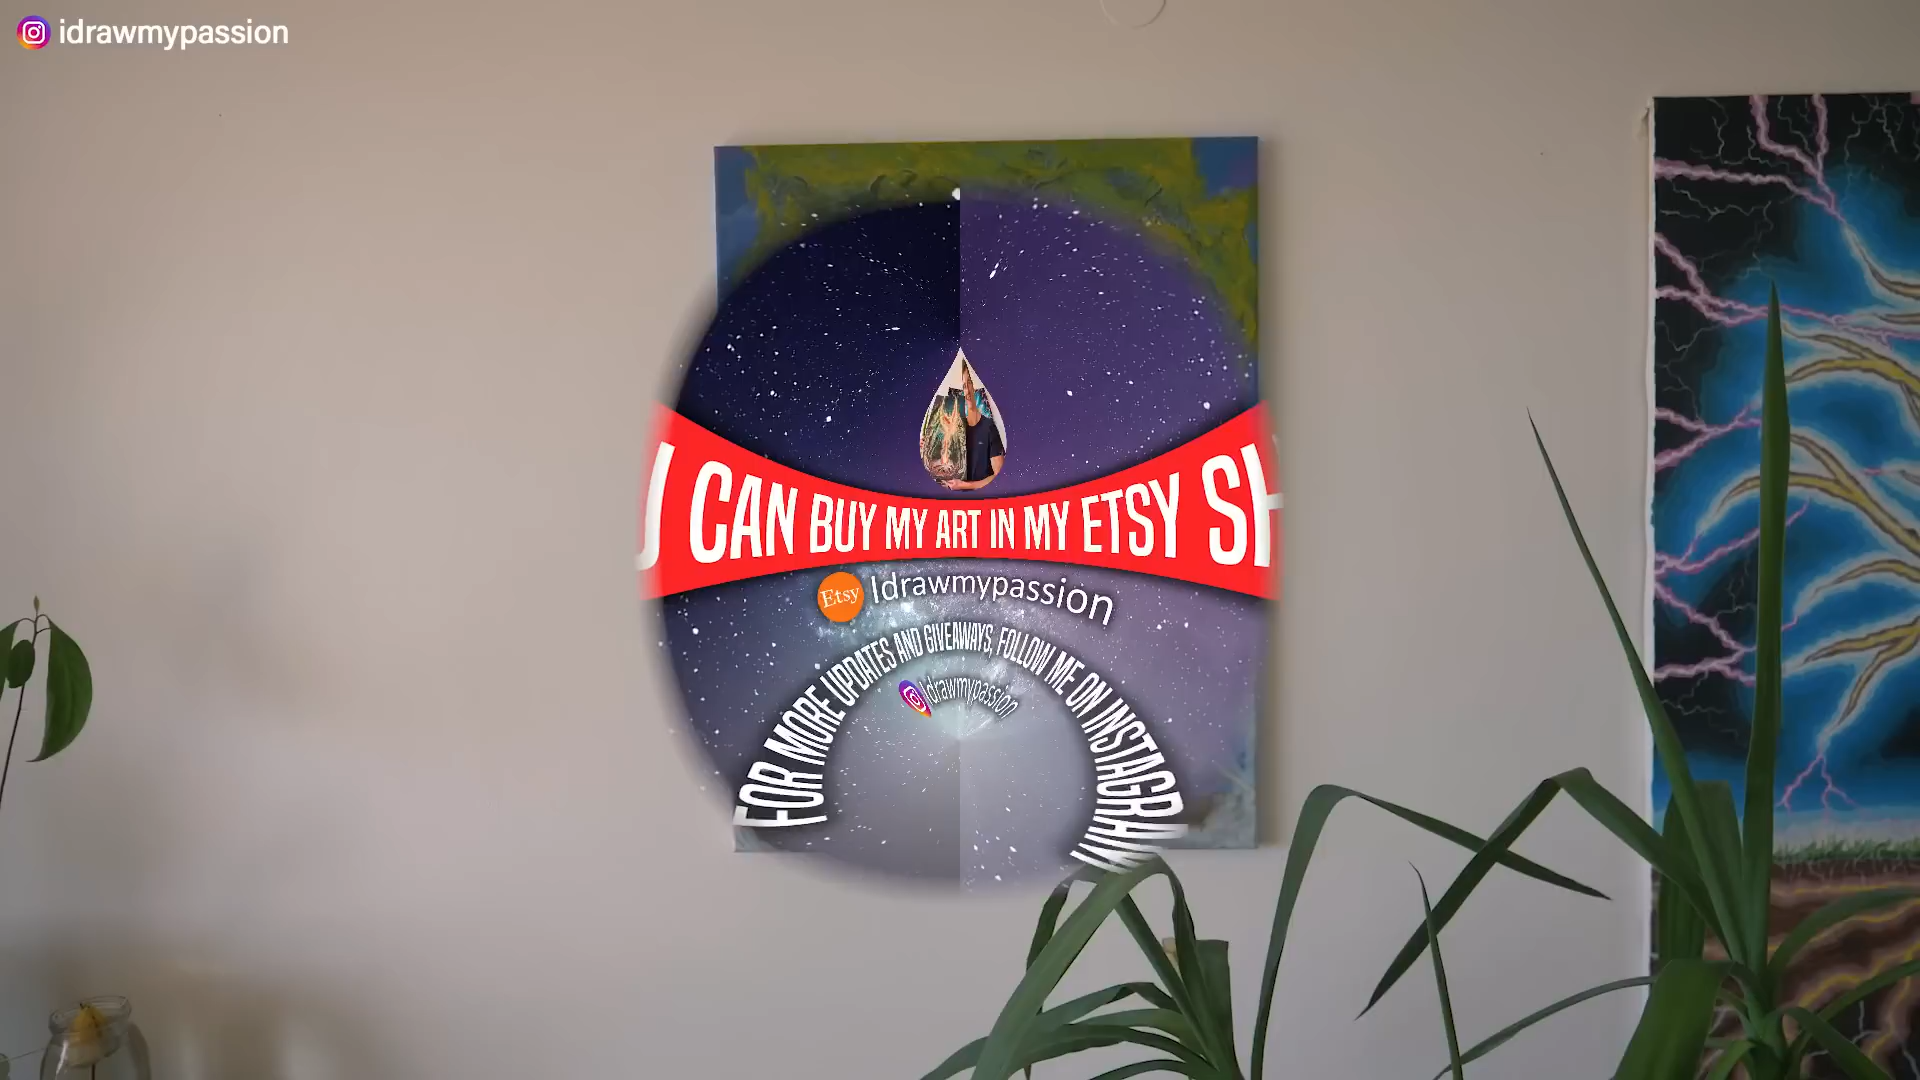 idrawmypassion
U CAN BUY MY ART IN MY ETSY SH
Etsy Idrawmypassion
FOR MORE UPDATES AND GIVEAWAYS, FOLLOW ME ON INSTAGRAM
Idrawmypassion